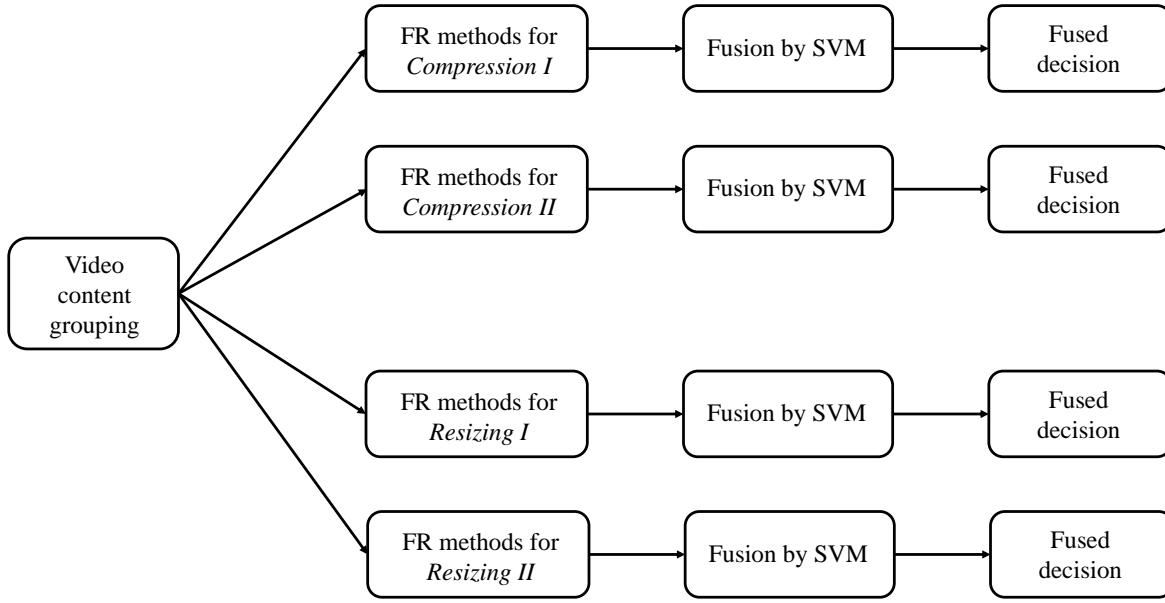 FR methods for
Compression I
Fusion by SVM
Fused
decision
FR methods for
Compression II
Fusion by SVM
Fused
decision
Video
content
grouping
FR methods for
Resizing I
Fusion by SVM
Fused
decision
FR methods for
Resizing II
Fusion by SVM
Fused
decision